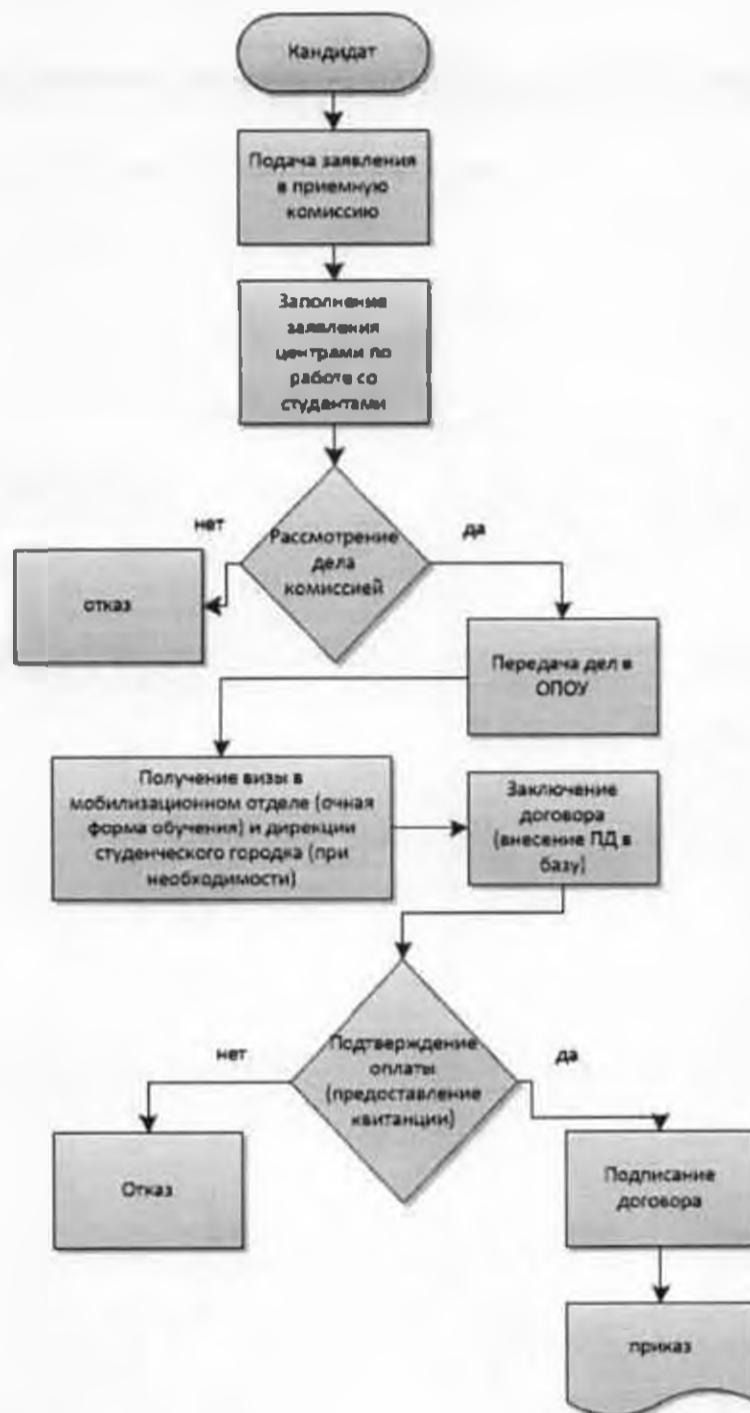 Кандидат
Подача заявления
в приемную
комиссию
Заполнение
заявления
центрами по
работе со
студентами
нет
да
Рассмотрение
дела
комиссией
отказ
Передача дел в
ОПОУ
Получение визы в
мобилизационном отделе (очная
форма обучения) и дирекции
студенческого городка (при
необходимости)
Заключение
договора
(внесение ПД в
базу)
нет
да
Подтверждение
оплаты
(предоставление
квитанции)
Отказ
Подписание
договора
приказ